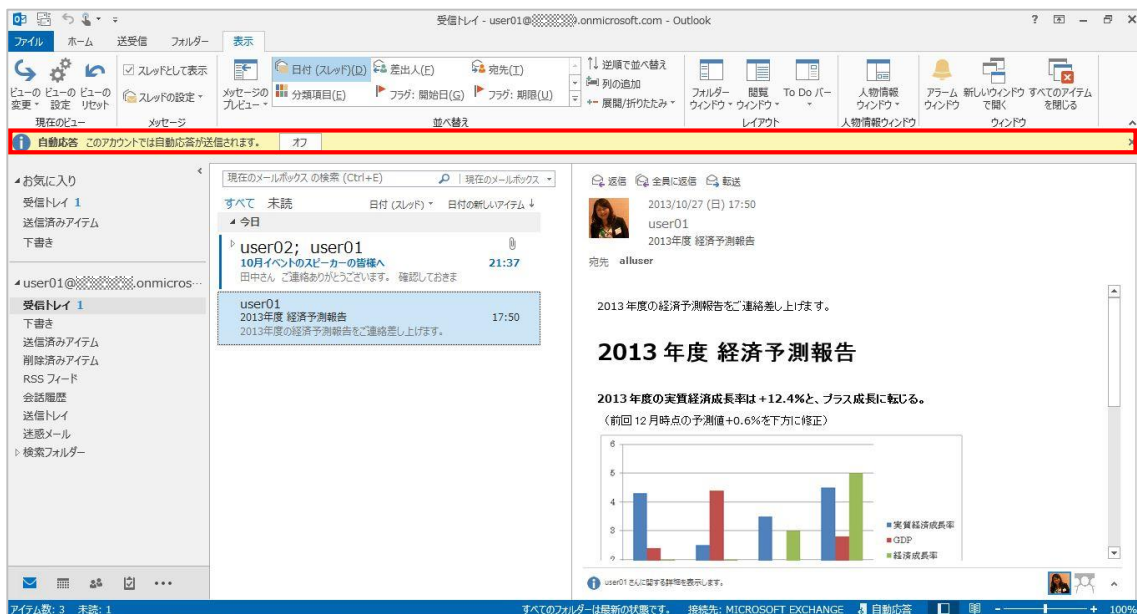 受信トレイ - user01@.onmicrosoft.com - Outlook
ファイル ホーム 送受信 フォルダー 表示
ビューの変更 ビューの設定 ビューのリセット
現在のビュー
スレッドとして表示
スレッドの設定
メッセージ
メッセージのプレビュー
日付 (スレッド)(D) 差出人(F) 宛先(T)
分類項目(E) フラグ: 開始日(G) フラグ: 期限(U)
逆順で並べ替え
列の追加
展開/折りたたみ
並べ替え
フォルダーウィンドウ 閲覧ウィンドウ To Do バー
レイアウト
人物情報ウィンドウ
人物情報ウィンドウ
アラームウィンドウ 新しいウィンドウで開く すべてのアイテムを閉じる
ウィンドウ
自動応答 このアカウントでは自動応答が送信されます。 オフ
お気に入り
受信トレイ 1
送信済みアイテム
下書き
user01@.onmicros…
受信トレイ 1
下書き
送信済みアイテム
削除済みアイテム
RSS フィード
会話履歴
送信トレイ
迷惑メール
検索フォルダー
現在のメールボックス の検索 (Ctrl+E) 現在のメールボックス
すべて 未読 日付 (スレッド) 日付の新しいアイテム ↓
今日
user02; user01
10月イベントのスピーカーの皆様へ 21:37
田中さん ご連絡ありがとうございます。 確認しておきま
user01
2013年度 経済予測報告 17:50
2013年度の経済予測報告をご連絡差し上げます。
返信 全員に返信 転送
2013/10/27 (日) 17:50
user01
2013年度 経済予測報告
宛先 alluser
2013 年度の経済予測報告をご連絡差し上げます。
2013 年度 経済予測報告
2013 年度の実質経済成長率は +12.4%と、プラス成長に転じる。
（前回 12 月時点の予測値+0.6%を下方に修正）
6
5
4
3
2
実質経済成長率
GDP
経済成長率
user01 さんに関する詳細を表示します。
アイテム数: 3 未読: 1 すべてのフォルダーは最新の状態です。 接続先: MICROSOFT EXCHANGE 自動応答 100%